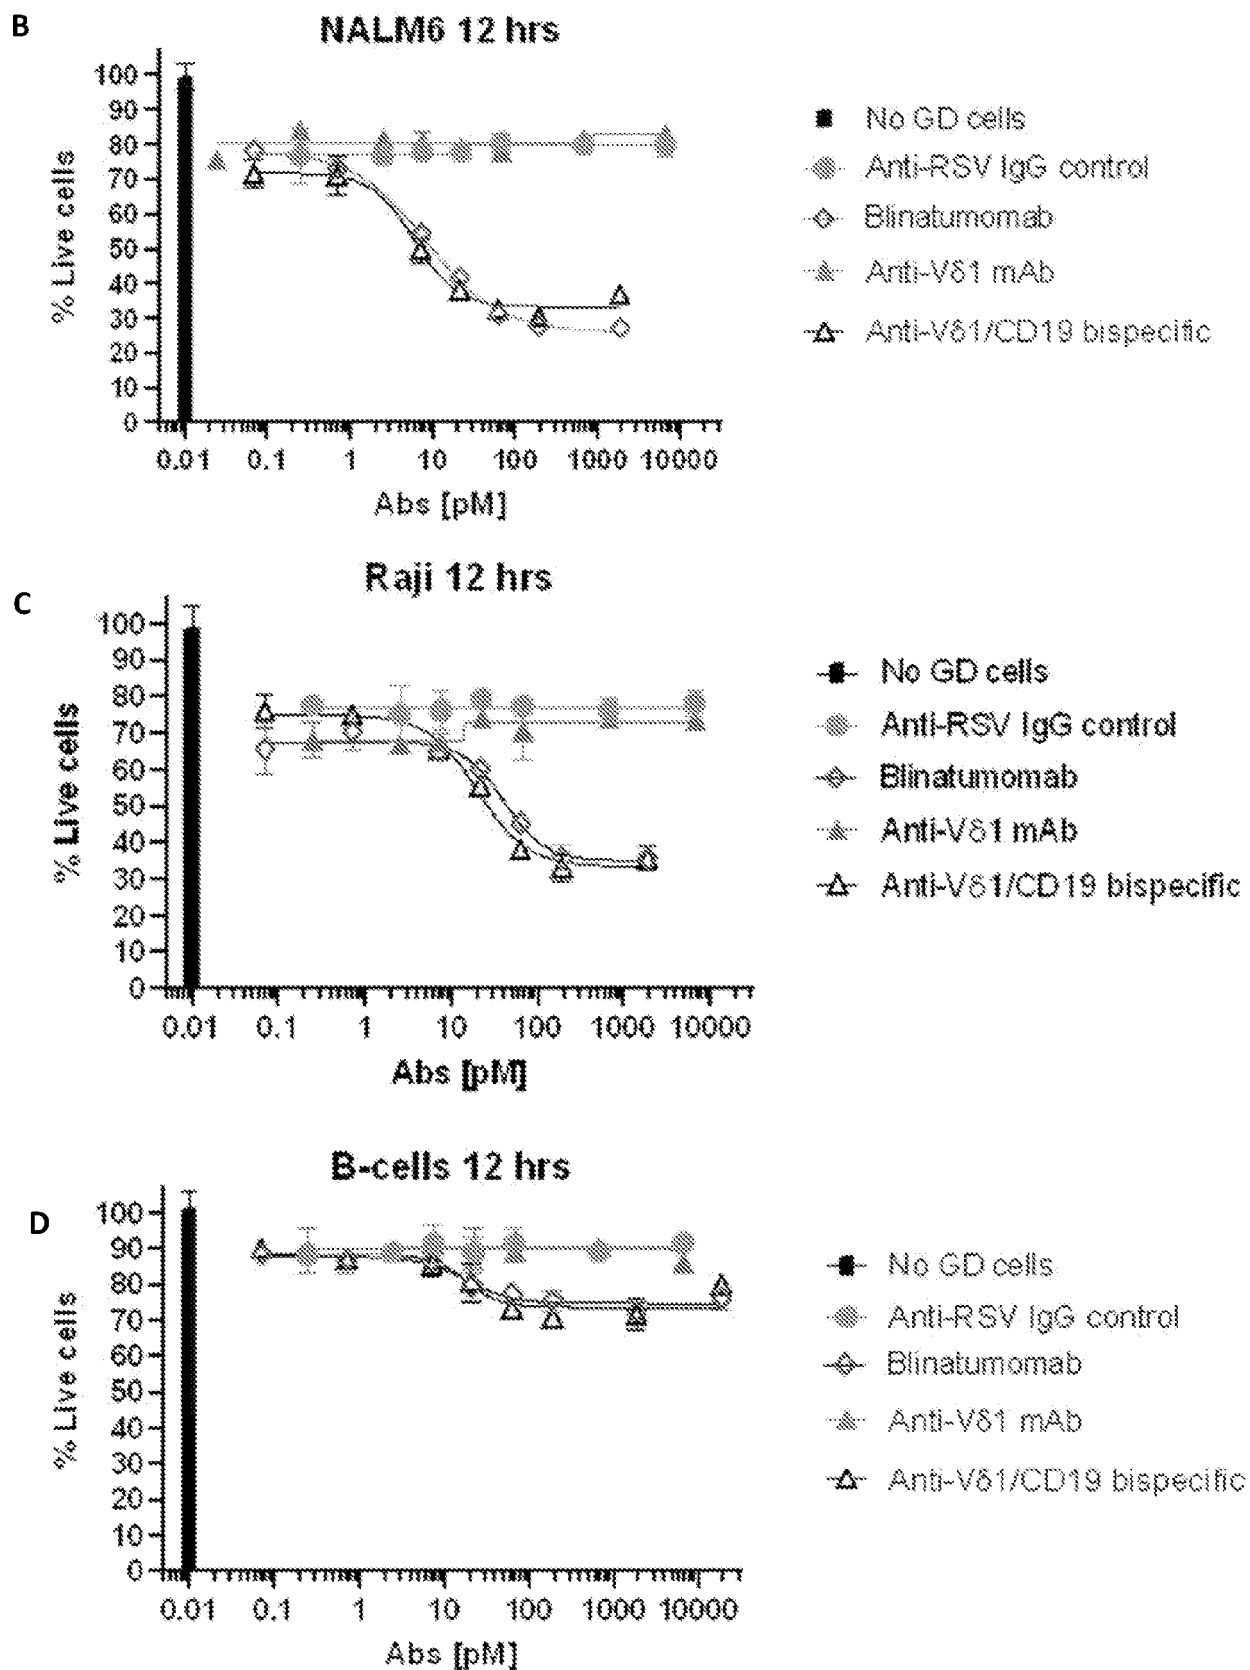 B
NALM6 12 hrs
% Live cells
100
90
80
70
60
50
40
30
20
10
0
0.01 0.1 1 10 100 1000 10000
Abs [pM]
No GD cells
Anti-RSV IgG control
Blinatumomab
Anti-Vδ1 mAb
Anti-Vδ1/CD19 bispecific
C
Raji 12 hrs
% Live cells
100
90
80
70
60
50
40
30
20
10
0
0.01 0.1 1 10 100 1000 10000
Abs [pM]
No GD cells
Anti-RSV IgG control
Blinatumomab
Anti-Vδ1 mAb
Anti-Vδ1/CD19 bispecific
D
B-cells 12 hrs
% Live cells
100
90
80
70
60
50
40
30
20
10
0
0.01 0.1 1 10 100 1000 10000
Abs [pM]
No GD cells
Anti-RSV IgG control
Blinatumomab
Anti-Vδ1 mAb
Anti-Vδ1/CD19 bispecific